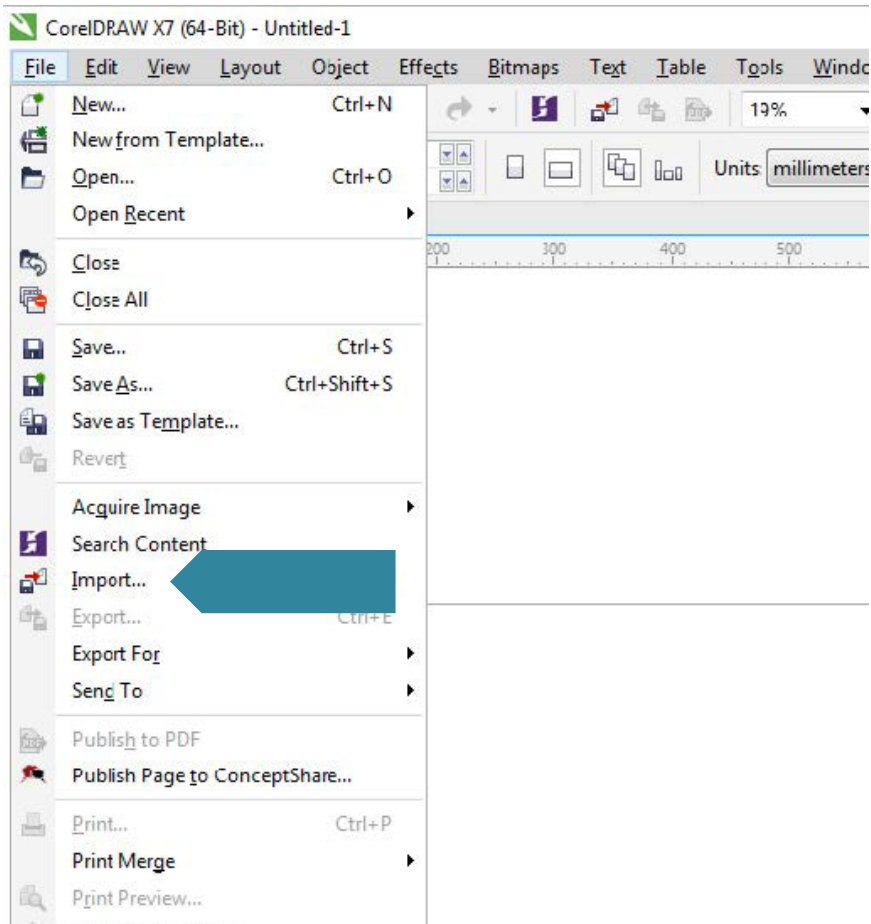 CorelDRAW X7 (64-Bit) - Untitled-1
File Edit View Layout Object Effects Bitmaps Text Table Tools Windo
New... Ctrl+N
19%
New from Template...
Open... Ctrl+O
Units: millimeters
Open Recent
200 300 400 500
Close
Close All
Save... Ctrl+S
Save As... Ctrl+Shift+S
Save as Template...
Revert
Acquire Image
Search Content
Import...
Export... Ctrl+E
Export For
Send To
Publish to PDF
Publish Page to ConceptShare...
Print... Ctrl+P
Print Merge
Print Preview...